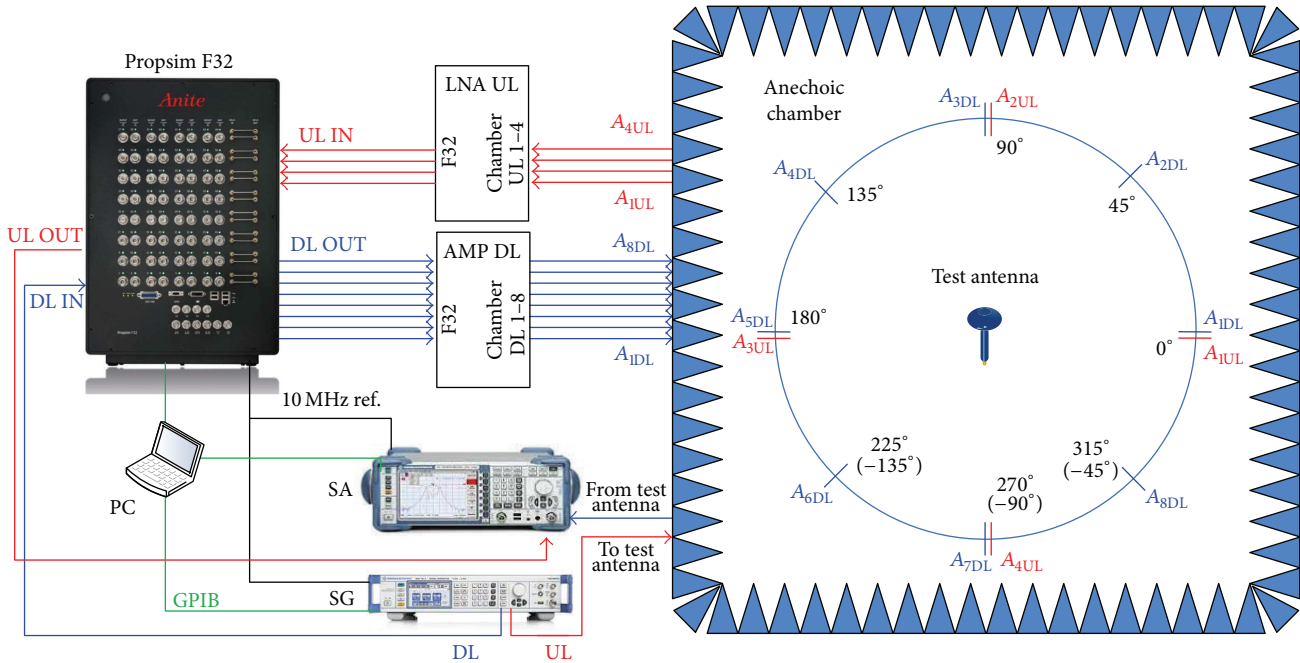 Propsim F32
Anite
Propsim F32
UL IN
UL OUT
DL OUT
DL IN
LNA UL
F32
Chamber
UL 1–4
A4UL
A1UL
AMP DL
F32
Chamber
DL 1–8
A8DL
A1DL
10 MHz ref.
PC
SA
SG
GPIB
DL
UL
From test
antenna
To test
antenna
Anechoic
chamber
A3DL
A2UL
90°
A2DL
45°
A4DL
135°
Test antenna
A5DL
A3UL
180°
A1DL
A1UL
0°
225°
(−135°)
A6DL
315°
(−45°)
A8DL
270°
(−90°)
A7DL
A4UL